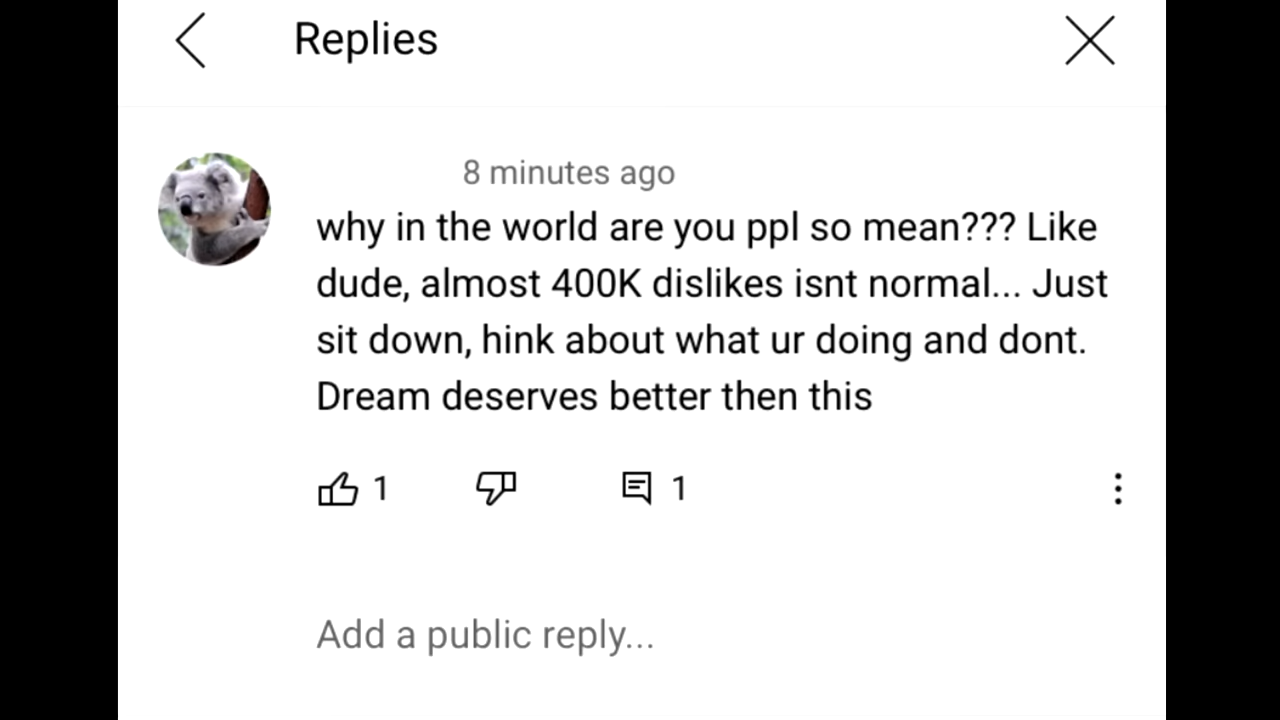 Replies
8 minutes ago
why in the world are you ppl so mean??? Like
dude, almost 400K dislikes isnt normal... Just
sit down, hink about what ur doing and dont.
Dream deserves better then this
1
1
Add a public reply...